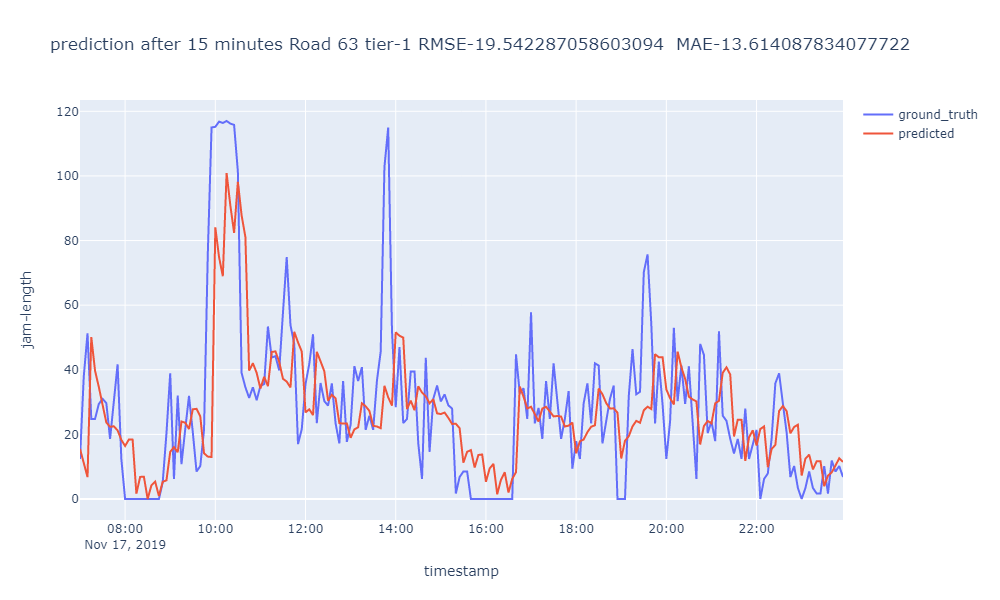 prediction after 15 minutes Road 63 tier-1 RMSE-19.542287058603094  MAE-13.614087834077722
ground_truth
predicted
120
100
80
60
40
20
0
jam-length
08:00 10:00 12:00 14:00 16:00 18:00 20:00 22:00
Nov 17, 2019
timestamp